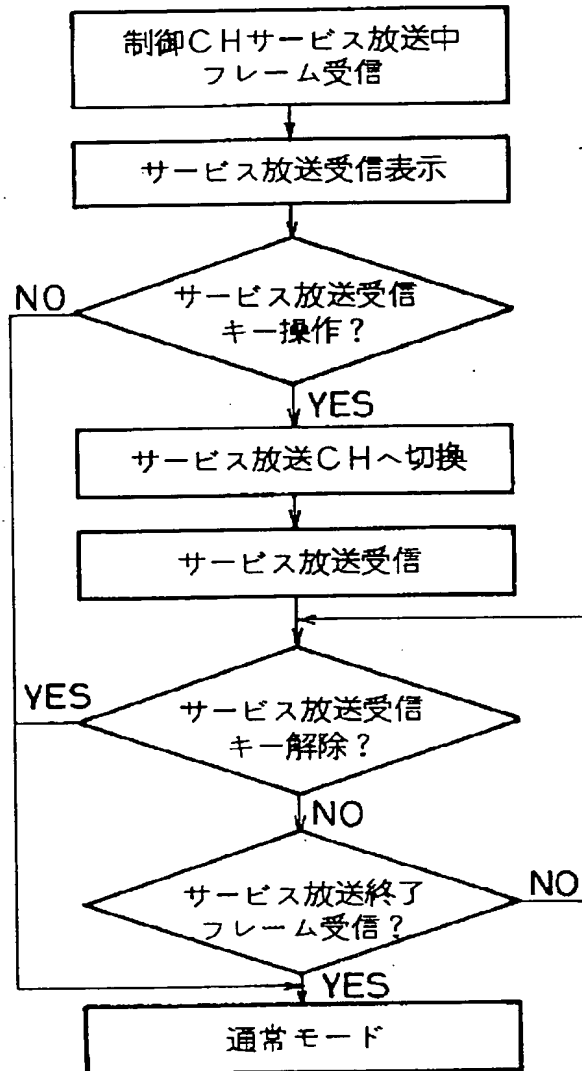 制御CHサービス放送中
フレーム受信
サービス放送受信表示
NO
サービス放送受信
キー操作?
YES
サービス放送CHへ切換
サービス放送受信
YES
サービス放送受信
キー解除?
NO
サービス放送終了
フレーム受信?
NO
YES
通常モード